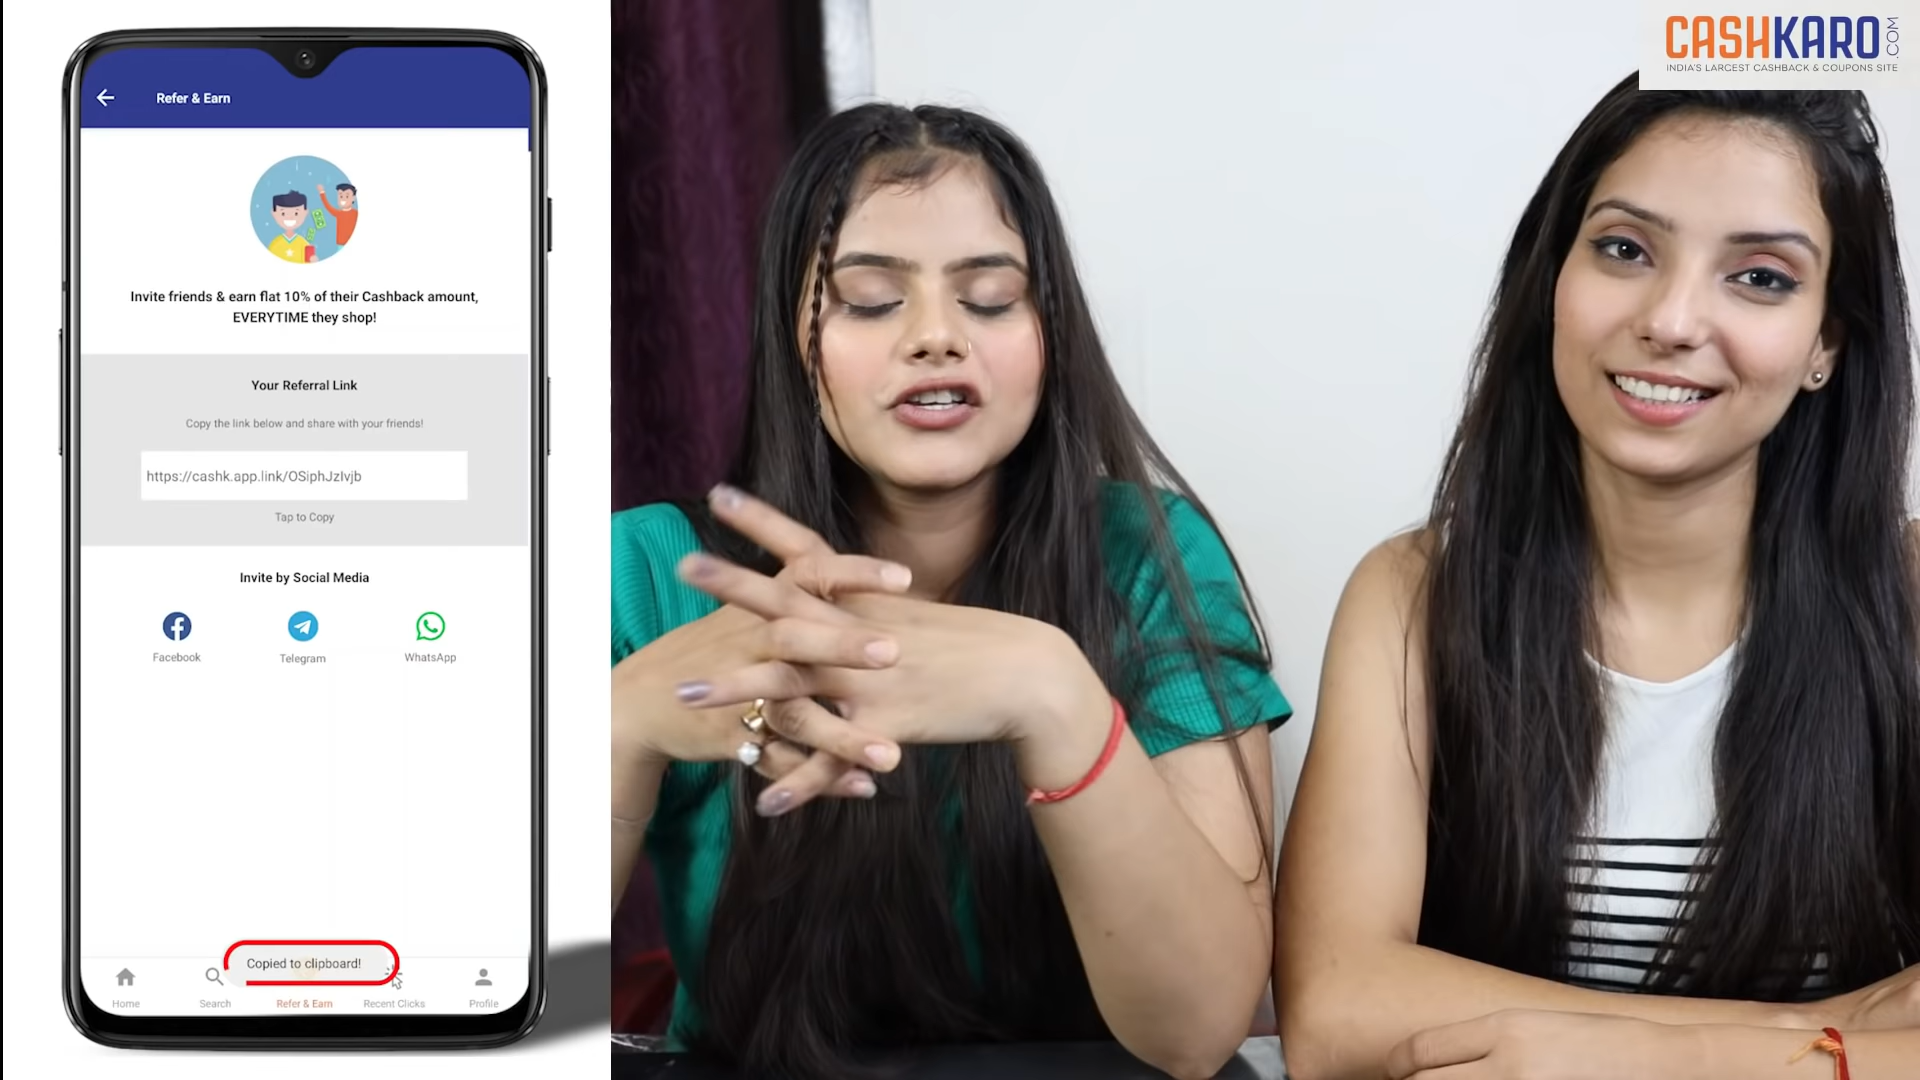 Refer & Earn
Invite friends & earn flat 10% of their Cashback amount,
EVERYTIME they shop!
Your Referral Link
Copy the link below and share with your friends!
https://cashk.app.link/OSiphJzIvjb
Tap to Copy
Invite by Social Media
Facebook
Telegram
WhatsApp
Copied to clipboard!
Home
Search
Refer & Earn
Recent Clicks
Profile
CASHKARO.COM
INDIA'S LARGEST CASHBACK & COUPONS SITE